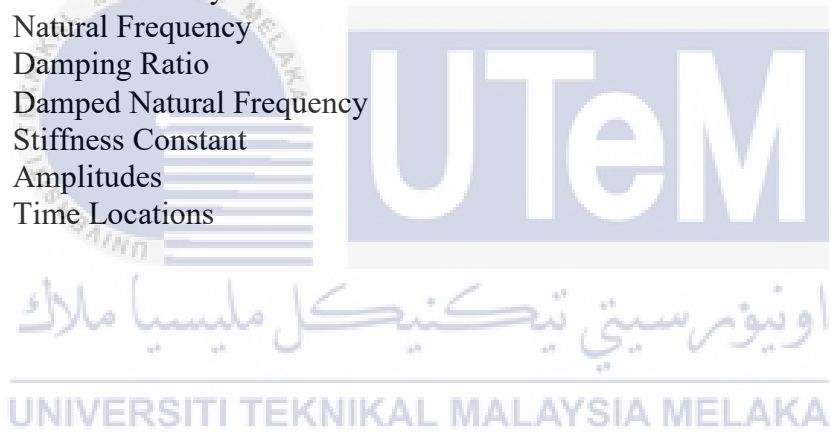 Natural Frequency
Damping Ratio
Damped Natural Frequency
Stiffness Constant
Amplitudes
Time Locations
UTeM
اونيۏرسيتي تيكنيكل مليسيا ملاك
UNIVERSITI TEKNIKAL MALAYSIA MELAKA